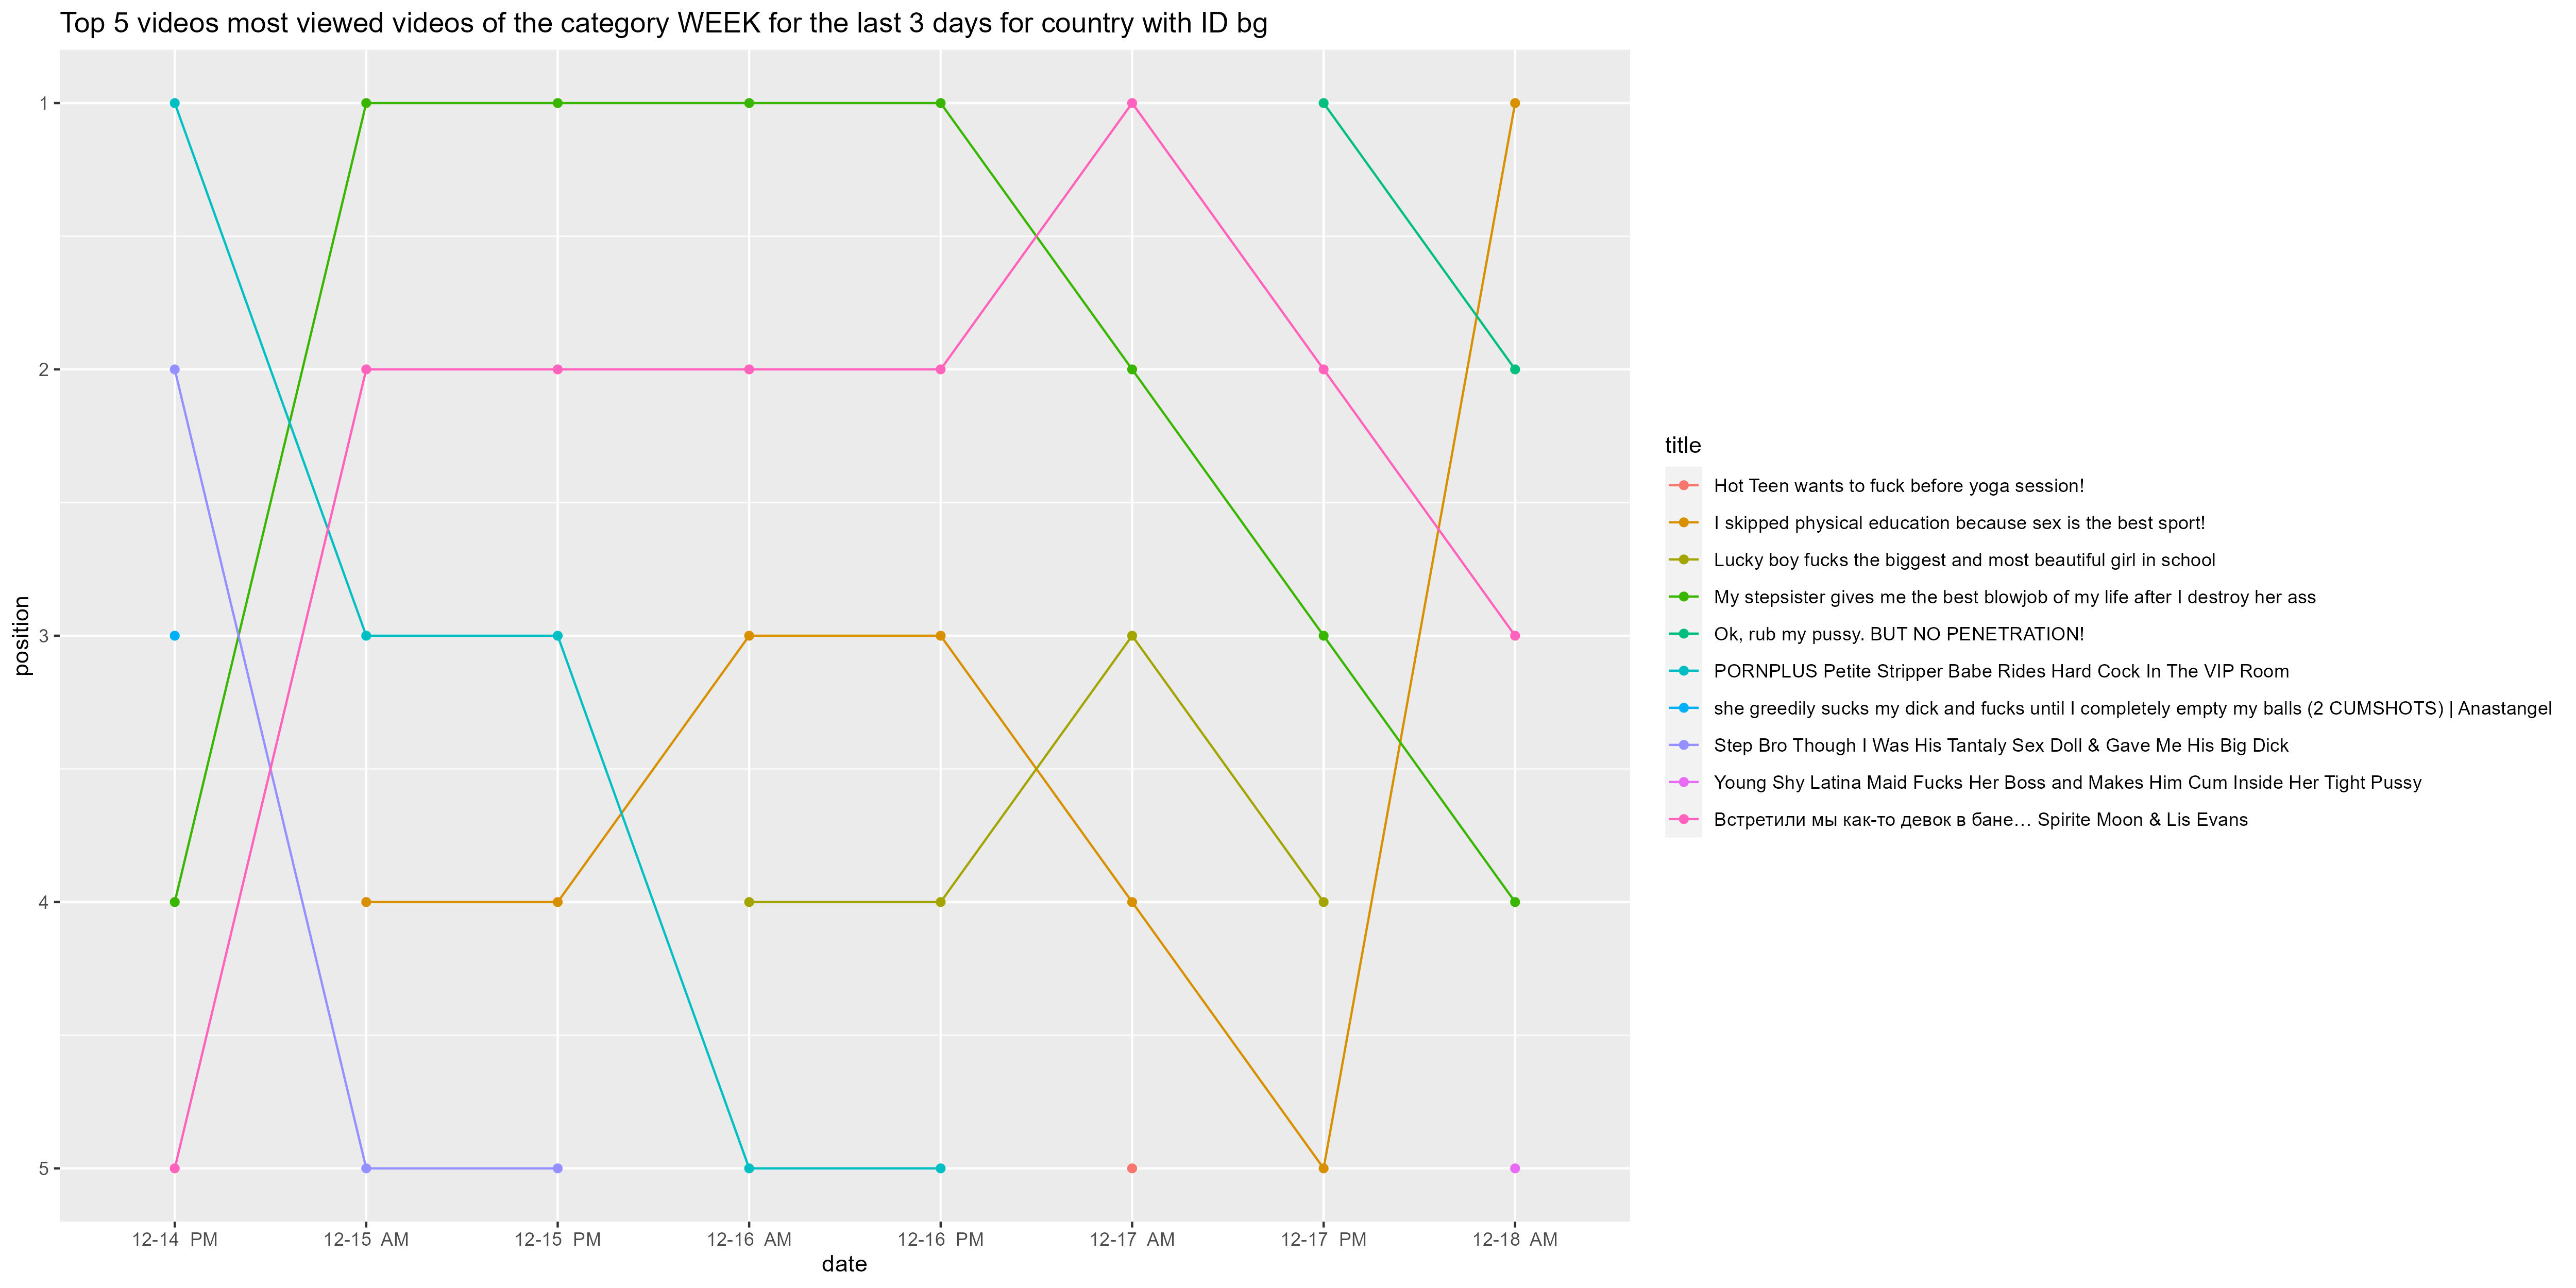 Top 5 videos most viewed videos of the category WEEK for the last 3 days for country with ID bg
position
1
2
3
4
5
12-14 PM
12-15 AM
12-15 PM
12-16 AM
12-16 PM
12-17 AM
12-17 PM
12-18 AM
date
title
Hot Teen wants to fuck before yoga session!
I skipped physical education because sex is the best sport!
Lucky boy fucks the biggest and most beautiful girl in school
My stepsister gives me the best blowjob of my life after I destroy her ass
Ok, rub my pussy. BUT NO PENETRATION!
PORNPLUS Petite Stripper Babe Rides Hard Cock In The VIP Room
she greedily sucks my dick and fucks until I completely empty my balls (2 CUMSHOTS) | Anastangel
Step Bro Though I Was His Tantaly Sex Doll & Gave Me His Big Dick
Young Shy Latina Maid Fucks Her Boss and Makes Him Cum Inside Her Tight Pussy
Встретили мы как-то девок в бане… Spirite Moon & Lis Evans